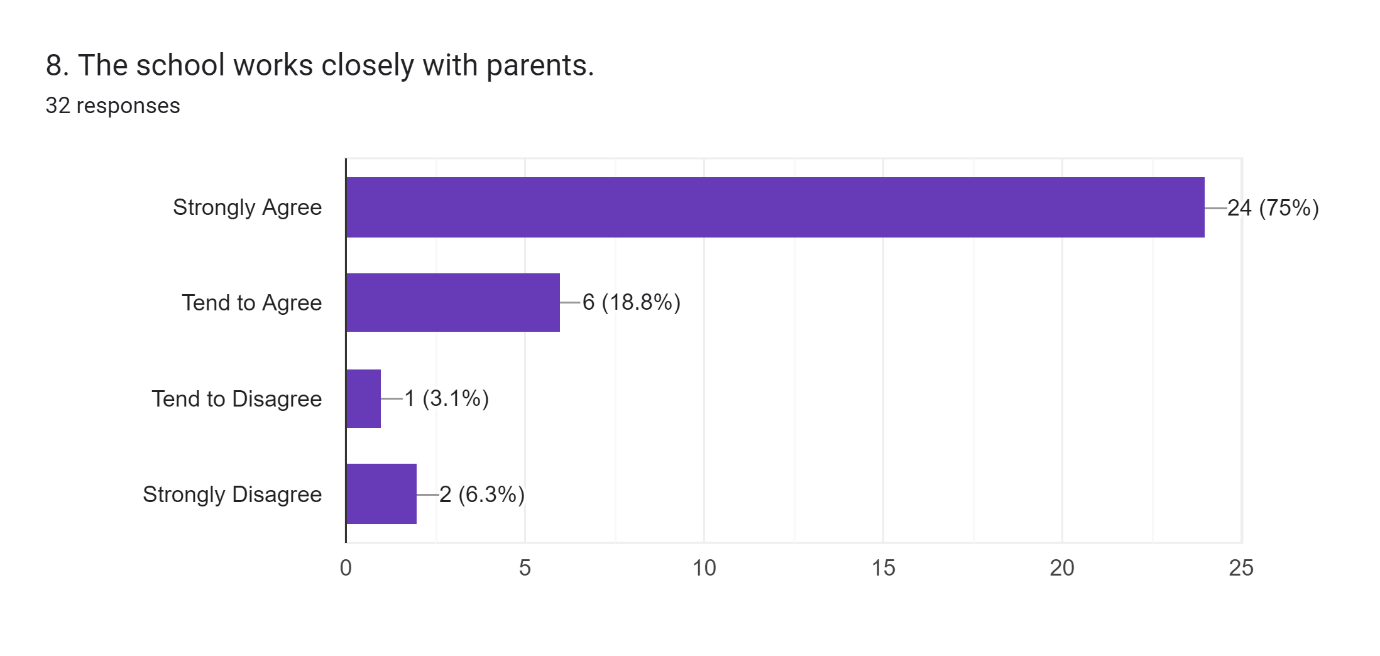 8. The school works closely with parents.
32 responses
Strongly Agree 24 (75%)
Tend to Agree 6 (18.8%)
Tend to Disagree 1 (3.1%)
Strongly Disagree 2 (6.3%)
0 5 10 15 20 25